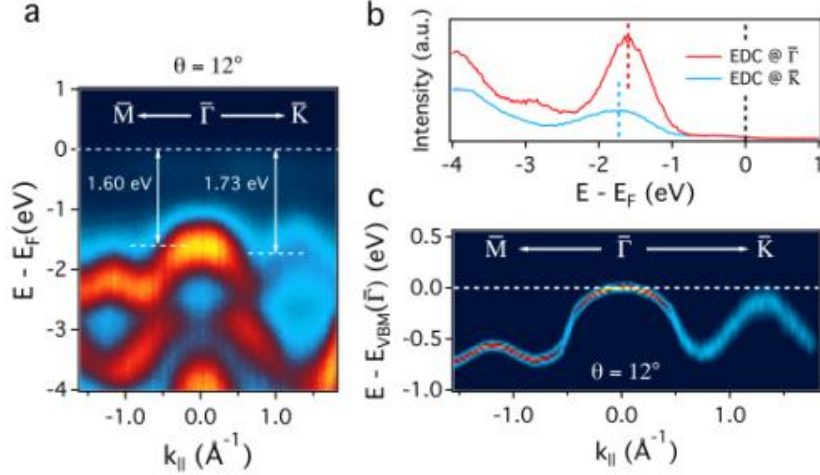 a
θ = 12°
M̄ ← Γ̄ → K̄
1.60 eV
1.73 eV
1
0
-1
-2
-3
-4
E - E_F(eV)
-1.0
0.0
1.0
k_|| (Å⁻¹)
b
Intensity (a.u.)
EDC @ Γ̄
EDC @ K̄
-4
-3
-2
-1
0
1
E - E_F (eV)
c
M̄ ← Γ̄ → K̄
0.5
0.0
-0.5
-1.0
E - E_VBM(Γ̄) (eV)
θ = 12°
-1.0
0.0
1.0
k_|| (Å⁻¹)